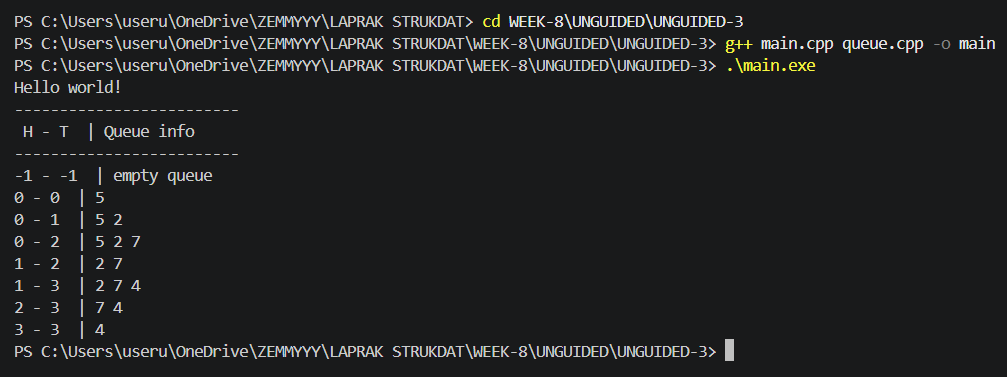 PS C:\Users\useru\OneDrive\ZEMMYYY\LAPRAK STRUKDAT> cd WEEK-8\UNGUIDED\UNGUIDED-3
PS C:\Users\useru\OneDrive\ZEMMYYY\LAPRAK STRUKDAT\WEEK-8\UNGUIDED\UNGUIDED-3> g++ main.cpp queue.cpp -o main
PS C:\Users\useru\OneDrive\ZEMMYYY\LAPRAK STRUKDAT\WEEK-8\UNGUIDED\UNGUIDED-3> .\main.exe
Hello world!
-------------------------
 H - T  | Queue info
-------------------------
-1 - -1  | empty queue
0 - 0  | 5
0 - 1  | 5 2
0 - 2  | 5 2 7
1 - 2  | 2 7
1 - 3  | 2 7 4
2 - 3  | 7 4
3 - 3  | 4
PS C:\Users\useru\OneDrive\ZEMMYYY\LAPRAK STRUKDAT\WEEK-8\UNGUIDED\UNGUIDED-3>